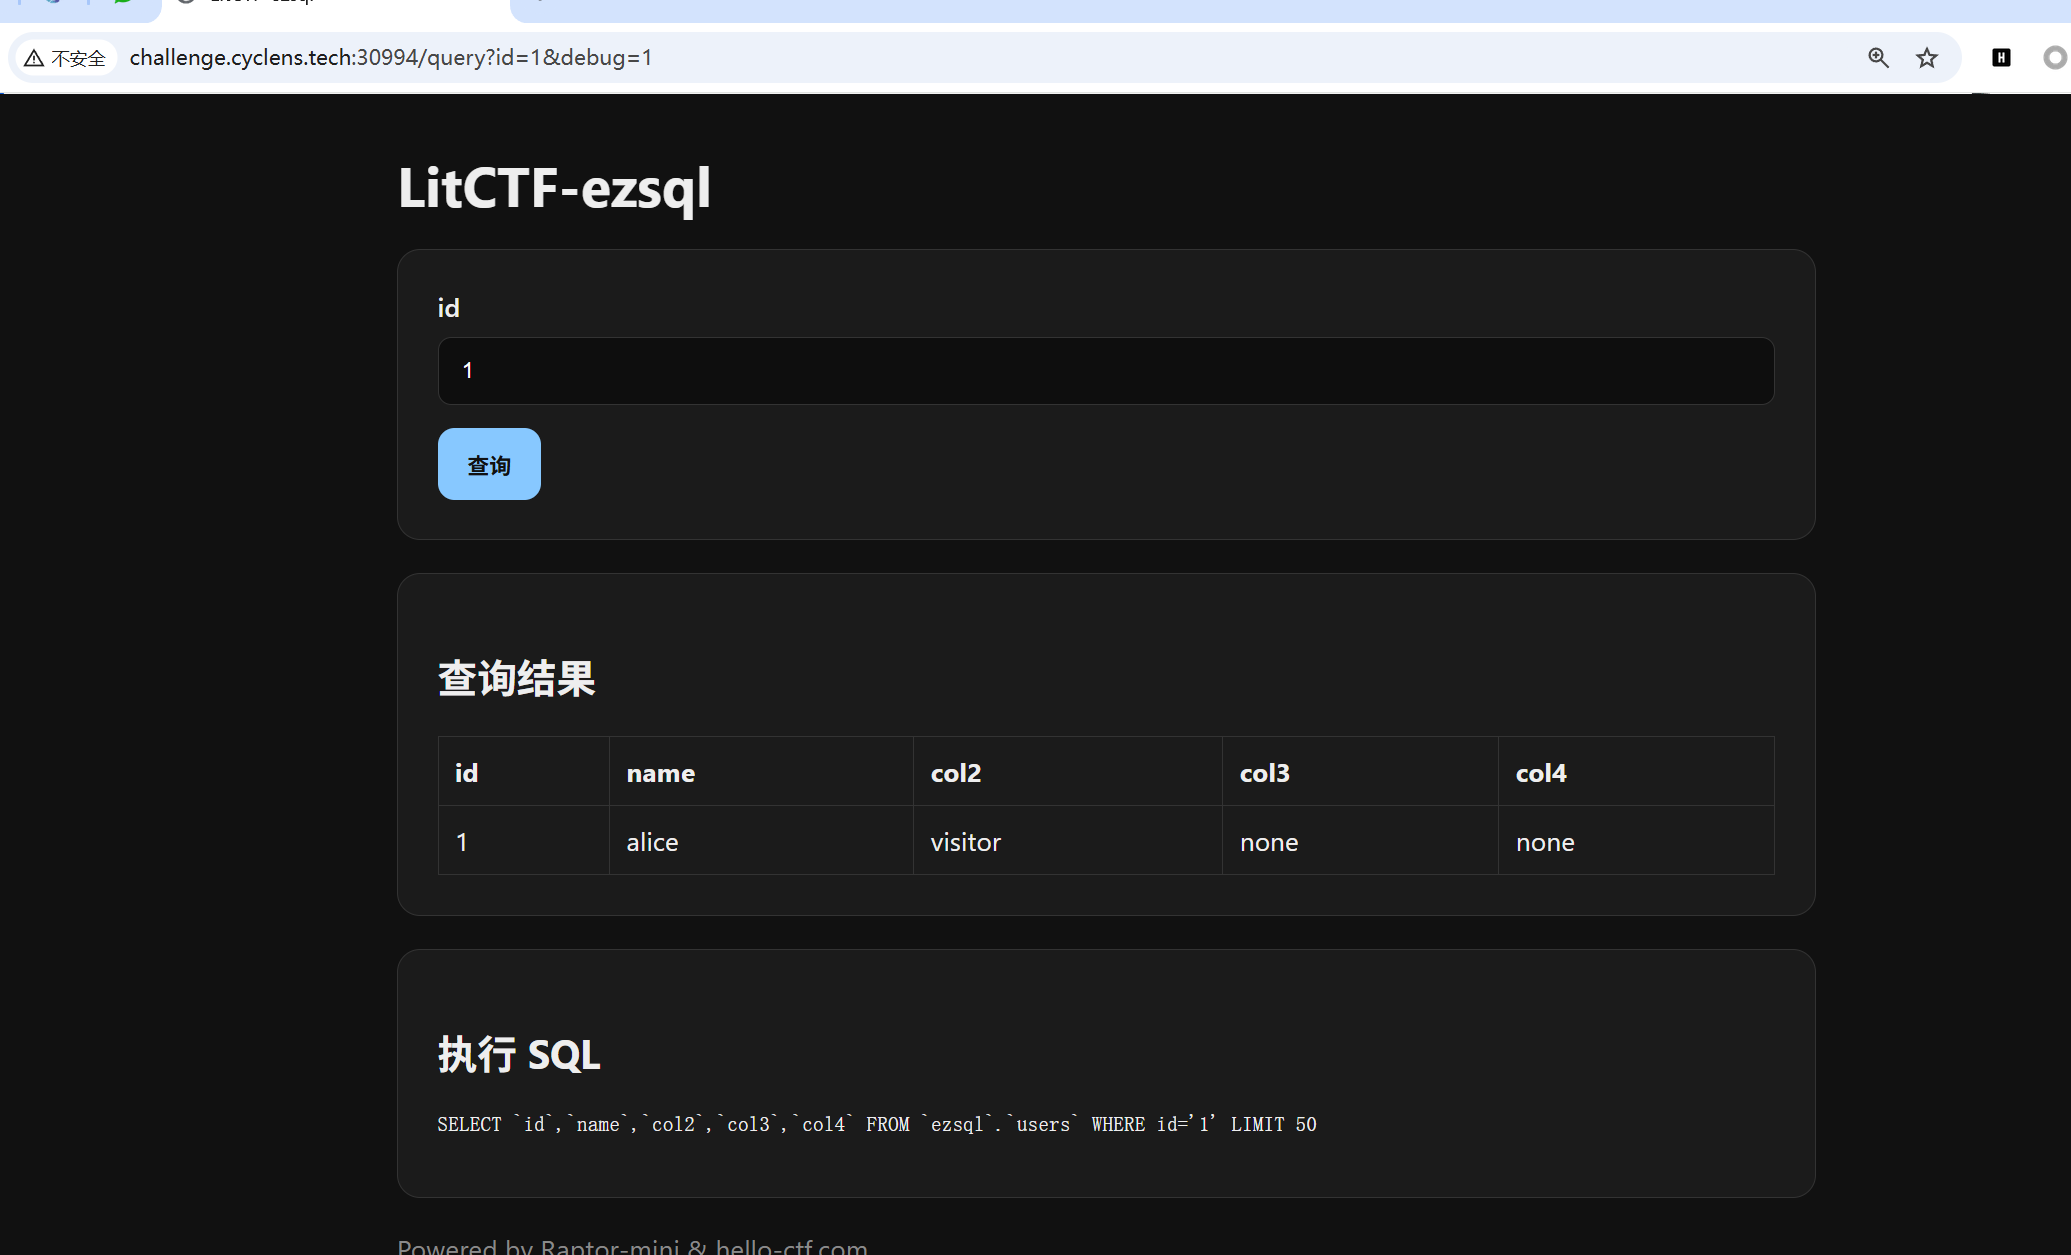 不安全 challenge.cyclens.tech:30994/query?id=1&debug=1
LitCTF-ezsql
id
1
查询
查询结果
id name col2 col3 col4
1 alice visitor none none
执行 SQL
SELECT `id`,`name`,`col2`,`col3`,`col4` FROM `ezsql`.`users` WHERE id='1' LIMIT 50
Powered by Raptor-mini & hello-ctf.com